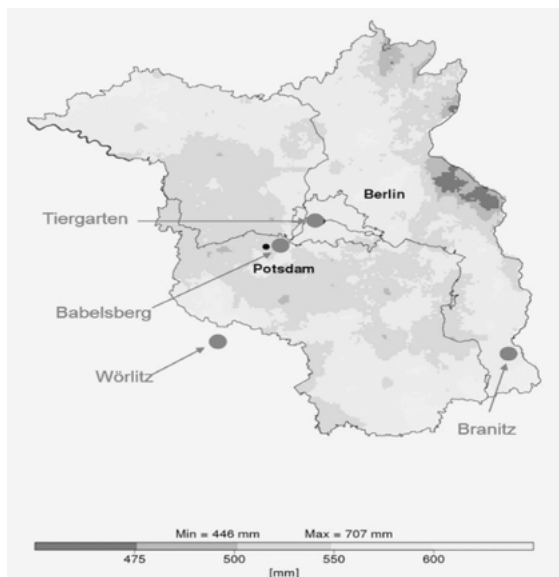 Berlin
Tiergarten
Potsdam
Babelsberg
Wörlitz
Branitz
Min = 446 mm Max = 707 mm
475 500 550 600
[mm]